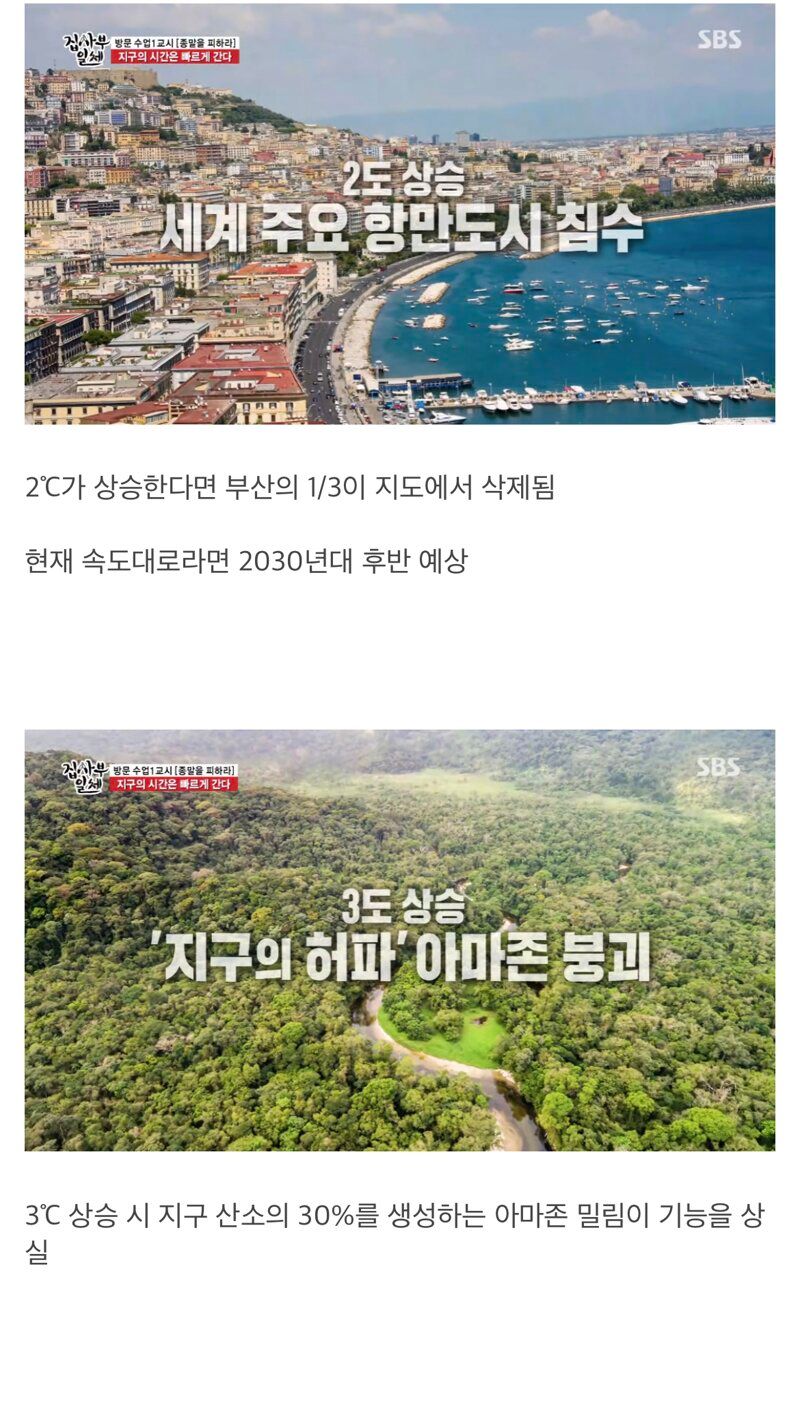 집사부일체 방문 수업1교시 [종말을 피하라]
지구의 시간은 빠르게 간다
SBS
2도 상승
세계 주요 항만도시 침수
2℃가 상승한다면 부산의 1/3이 지도에서 삭제됨
현재 속도대로라면 2030년대 후반 예상
집사부일체 방문 수업1교시 [종말을 피하라]
지구의 시간은 빠르게 간다
SBS
3도 상승
'지구의 허파' 아마존 붕괴
3℃ 상승 시 지구 산소의 30%를 생성하는 아마존 밀림이 기능을 상
실